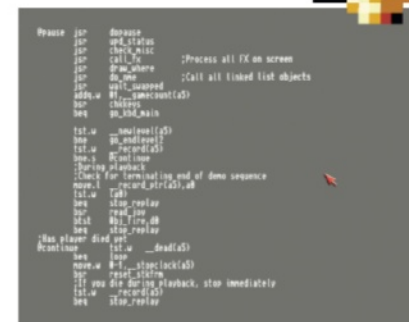 @pause jsr dopause
jsr upd_status
jsr check_misc
jsr call_fx ;Process all FX on screen
jsr draw_where
jsr do_nme ;Call all linked list objects
jsr wait_swapped
addq.w #1,__gamecount(a5)
bsr chkkeys
beq go_kbd_main
tst.w __newlevel(a5)
bne go_endlevel2
tst.w __record(a5)
bne.s @continue
;During playback
;Check for terminating end of demo sequence
move.l __record_ptr(a5),a0
tst.w (a0)
beq stop_replay
bsr read_joy
btst #bj_fire,d0
beq stop_replay
;Has player died yet
@continue tst.w __dead(a5)
beq loop
move.w #-1,__stopclock(a5)
bsr reset_stkfrm
;If you die during playback, stop immediately
tst.w __record(a5)
beq stop_replay